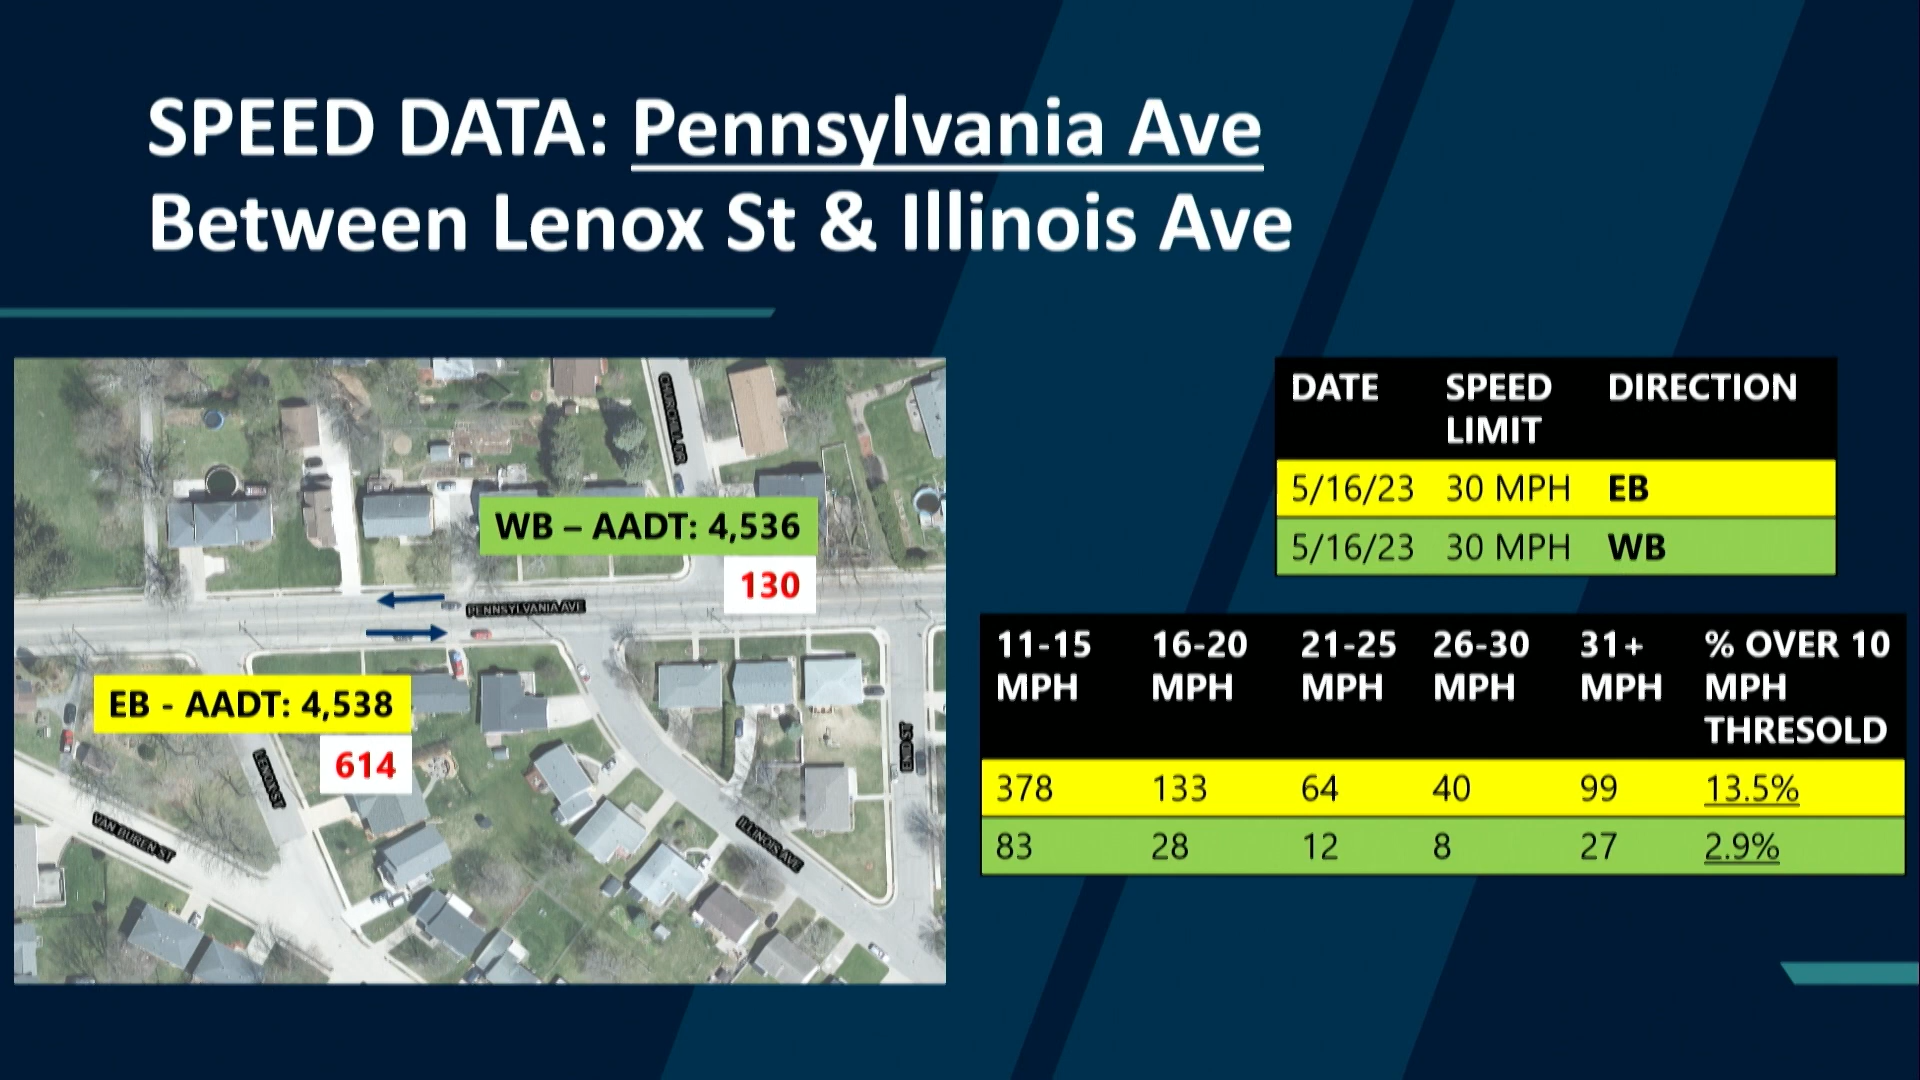 SPEED DATA: Pennsylvania Ave
Between Lenox St & Illinois Ave
CHURCHILL DR
WB – AADT: 4,536
130
PENNSYLVANIA AVE
EB - AADT: 4,538
614
LENOX ST
VAN BUREN ST
ILLINOIS AVE
ENID ST
DATE SPEED LIMIT DIRECTION
5/16/23 30 MPH EB
5/16/23 30 MPH WB
11-15 MPH 16-20 MPH 21-25 MPH 26-30 MPH 31+ MPH % OVER 10 MPH THRESOLD
378 133 64 40 99 13.5%
83 28 12 8 27 2.9%